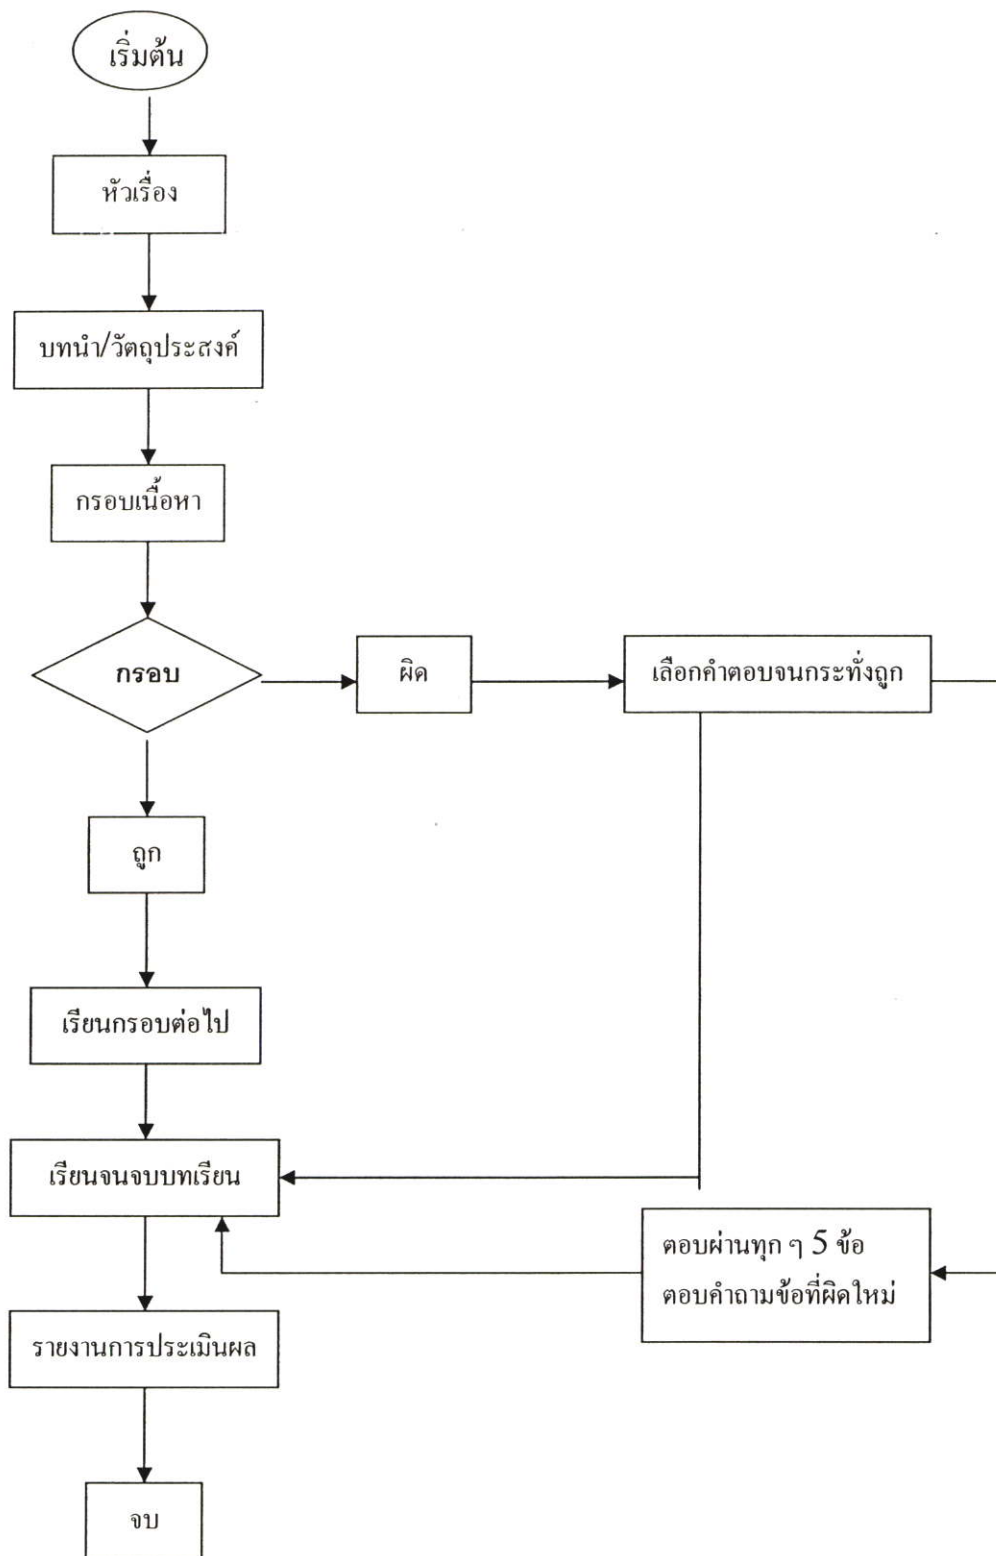 เริ่มต้น
หัวเรื่อง
บทนำ/วัตถุประสงค์
กรอบเนื้อหา
กรอบ
ผิด
เลือกคำตอบจนกระทั่งถูก
ถูก
เรียนกรอบต่อไป
เรียนจนจบบทเรียน
ตอบผ่านทุก ๆ 5 ข้อ
ตอบคำถามข้อที่ผิดใหม่
รายงานการประเมินผล
จบ